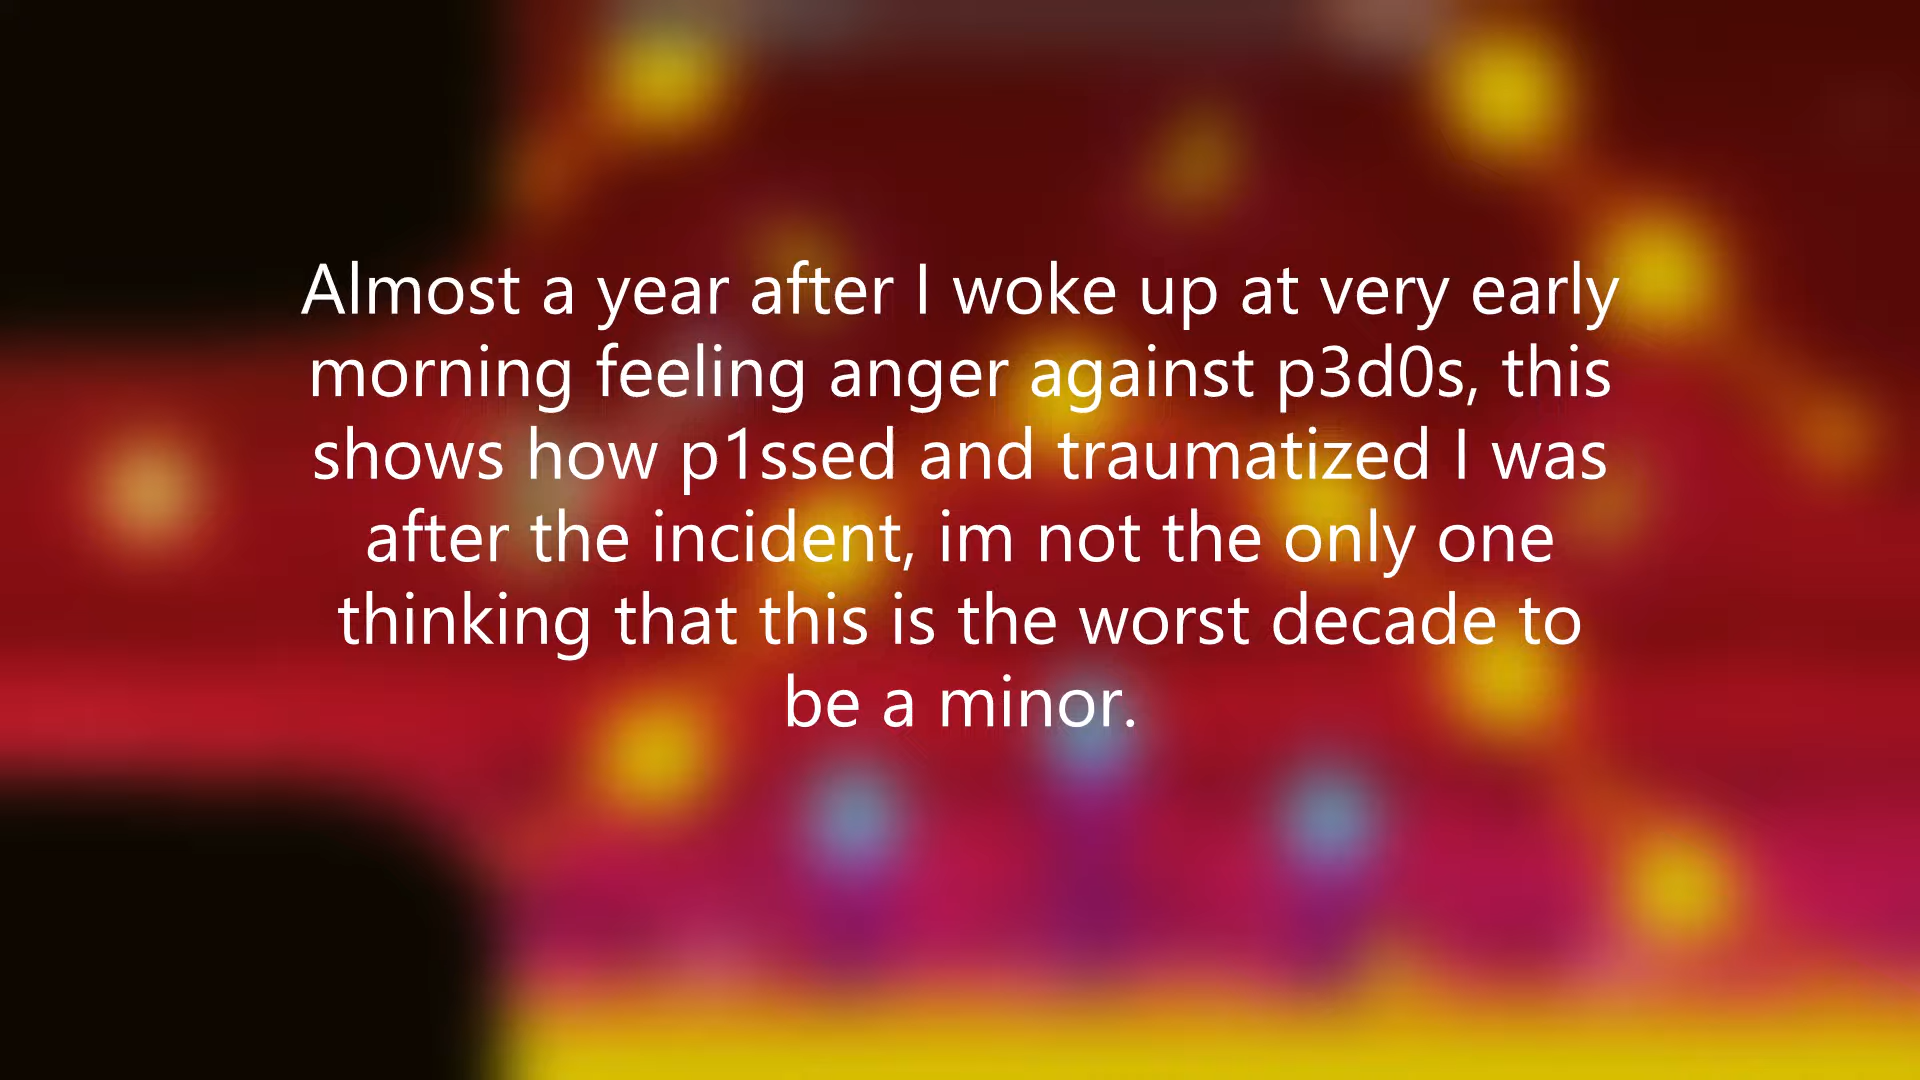 Almost a year after I woke up at very early
morning feeling anger against p3d0s, this
shows how p1ssed and traumatized I was
after the incident, im not the only one
thinking that this is the worst decade to
be a minor.